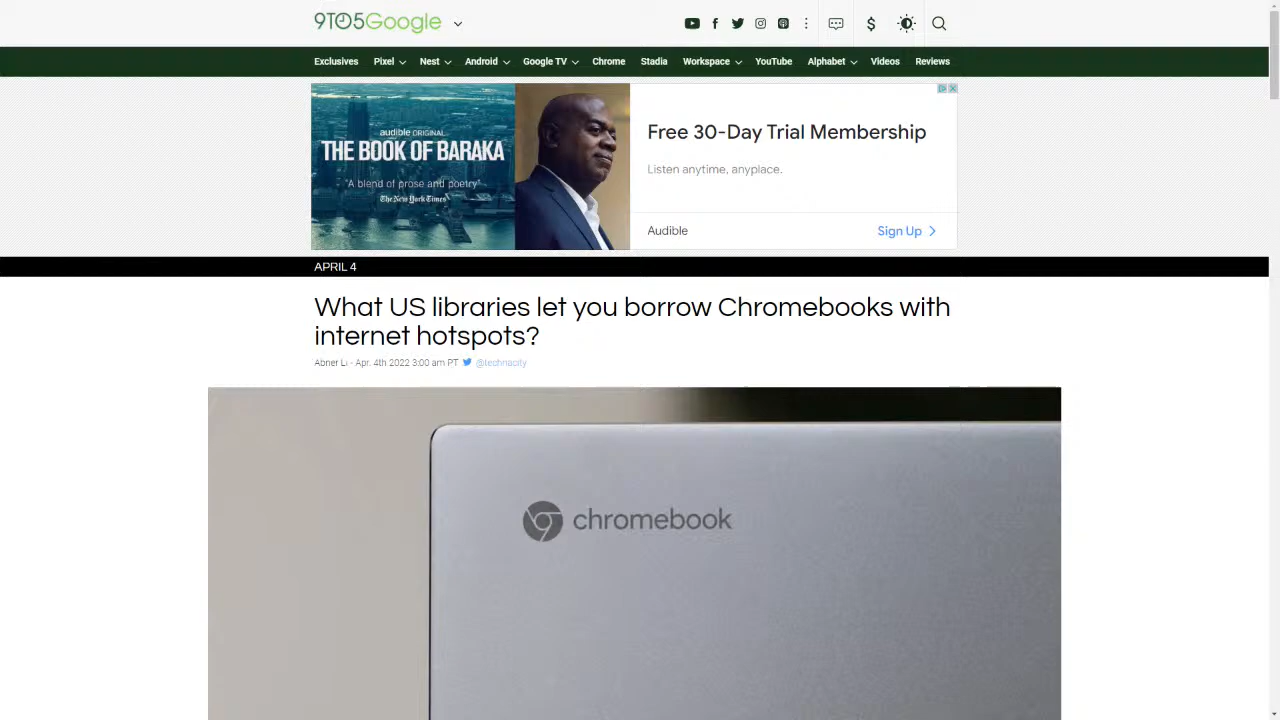 9TO5Google
Exclusives Pixel Nest Android Google TV Chrome Stadia Workspace YouTube Alphabet Videos Reviews
audible ORIGINAL
THE BOOK OF BARAKA
"A blend of prose and poetry"
The New York Times
Free 30-Day Trial Membership
Listen anytime, anyplace.
Audible Sign Up
APRIL 4
What US libraries let you borrow Chromebooks with
internet hotspots?
Abner Li - Apr. 4th 2022 3:00 am PT @technacity
chromebook